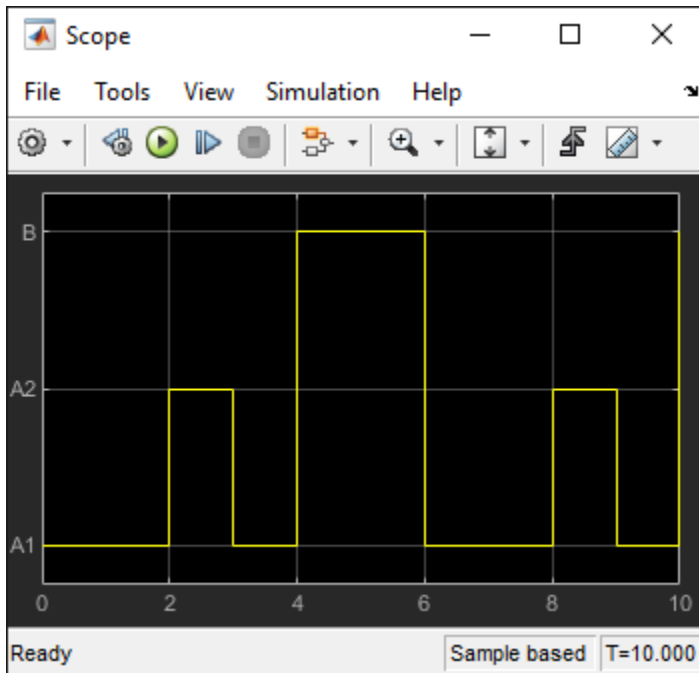 Scope
File Tools View Simulation Help
B
A2
A1
0 2 4 6 8 10
Ready Sample based T=10.000